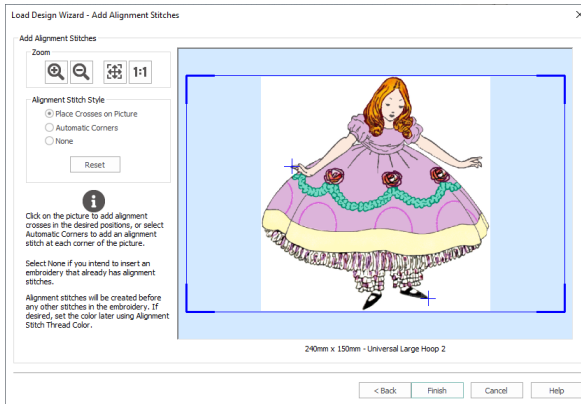 Load Design Wizard - Add Alignment Stitches
Add Alignment Stitches
Zoom
1:1
Alignment Stitch Style
Place Crosses on Picture
Automatic Corners
None
Reset
Click on the picture to add alignment
crosses in the desired positions, or select
Automatic Corners to add an alignment
stitch at each corner of the picture.
Select None if you intend to insert an
embroidery that already has alignment
stitches.
Alignment stitches will be created before
any other stitches in the embroidery. If
desired, set the color later using Alignment
Stitch Thread Color.
240mm x 150mm - Universal Large Hoop 2
< Back Finish Cancel Help